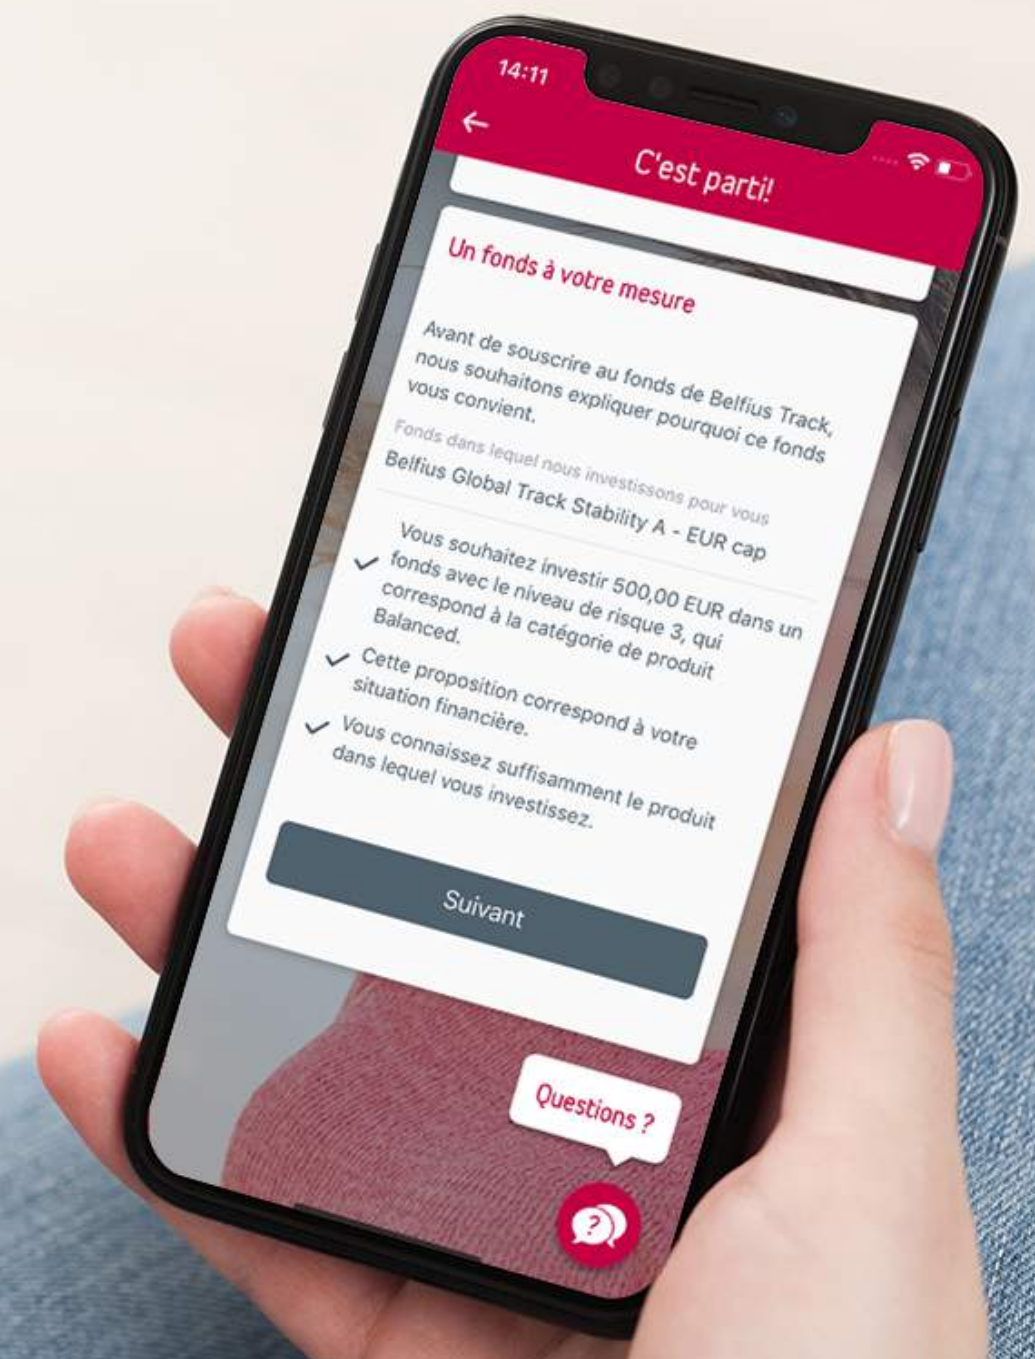 14:11
C'est parti!
Un fonds à votre mesure
Avant de souscrire au fonds de Belfius Track,
nous souhaitons expliquer pourquoi ce fonds
vous convient.
Fonds dans lequel nous investissons pour vous
Belfius Global Track Stability A - EUR cap
Vous souhaitez investir 500,00 EUR dans un
fonds avec le niveau de risque 3, qui
correspond à la catégorie de produit
Balanced.
Cette proposition correspond à votre
situation financière.
Vous connaissez suffisamment le produit
dans lequel vous investissez.
Suivant
Questions ?
?